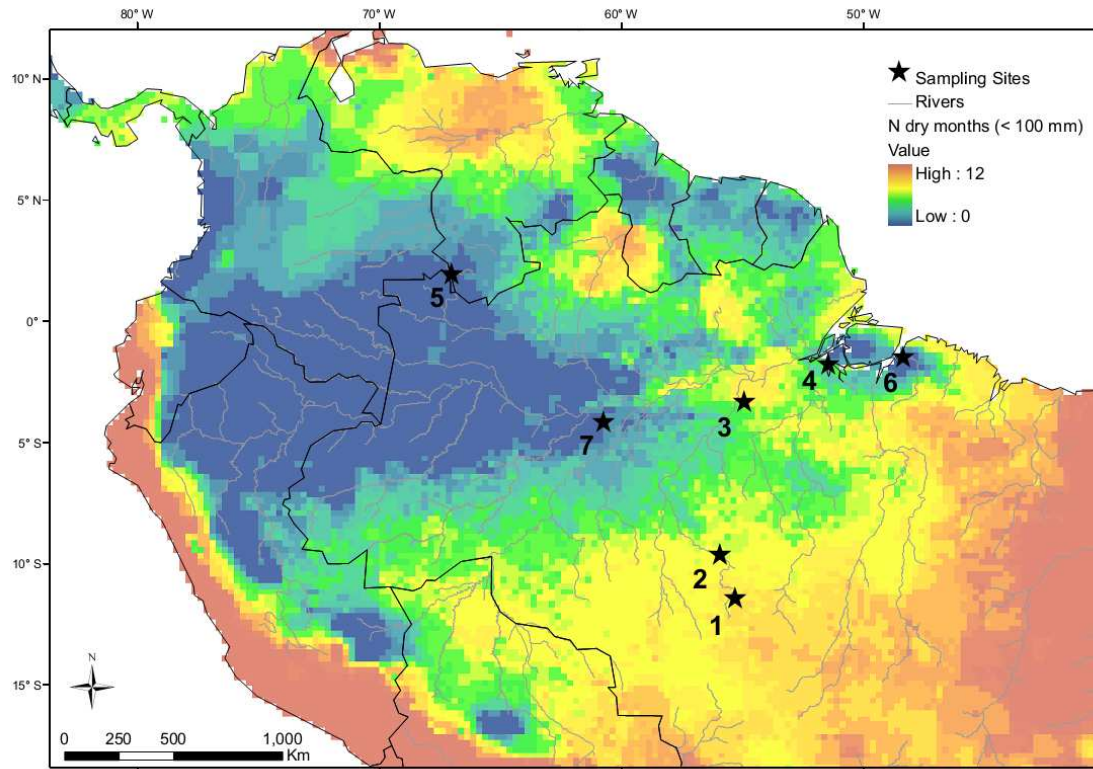 80° W 70° W 60° W 50° W
10° N
5° N
0°
5° S
10° S
15° S
Sampling Sites
Rivers
N dry months (< 100 mm)
Value
High : 12
Low : 0
5
4
6
3
7
2
1
N
0 250 500 1,000
Km